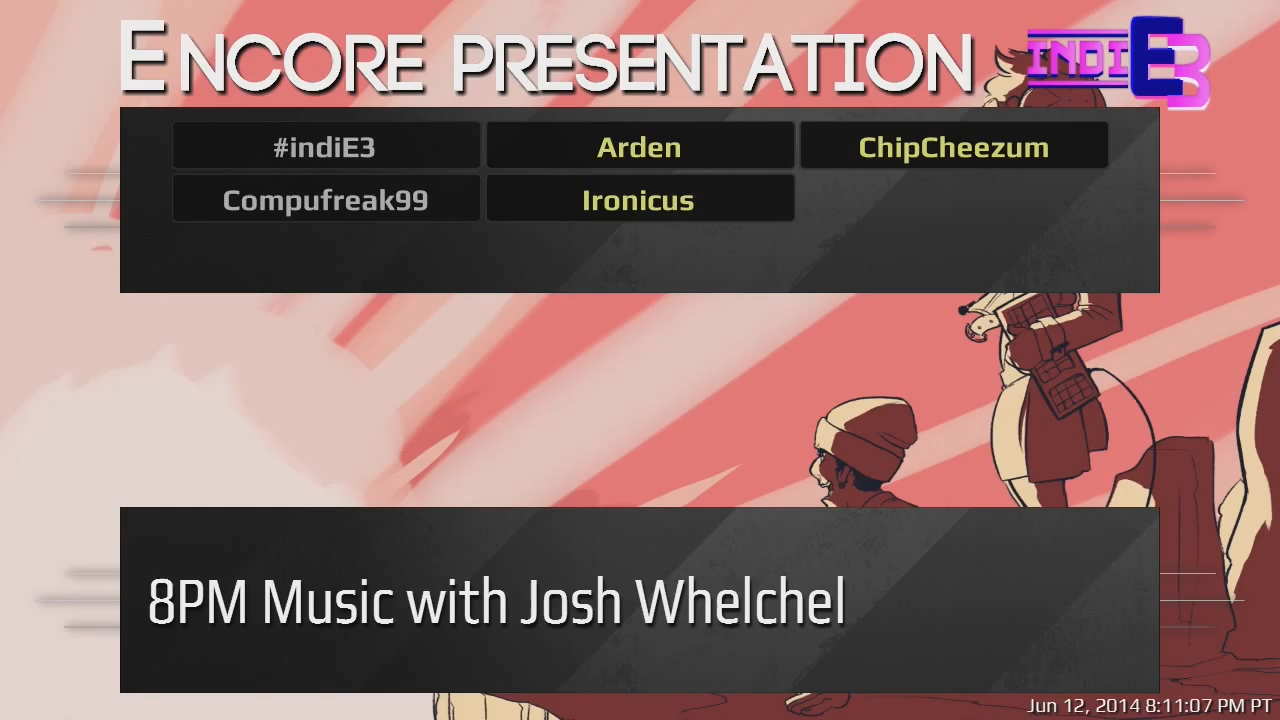 Encore presentation
INDIE3
#indiE3 Arden ChipCheezum
Compufreak99 Ironicus
8PM Music with Josh Whelchel
Jun 12, 2014 8:11:07 PM PT